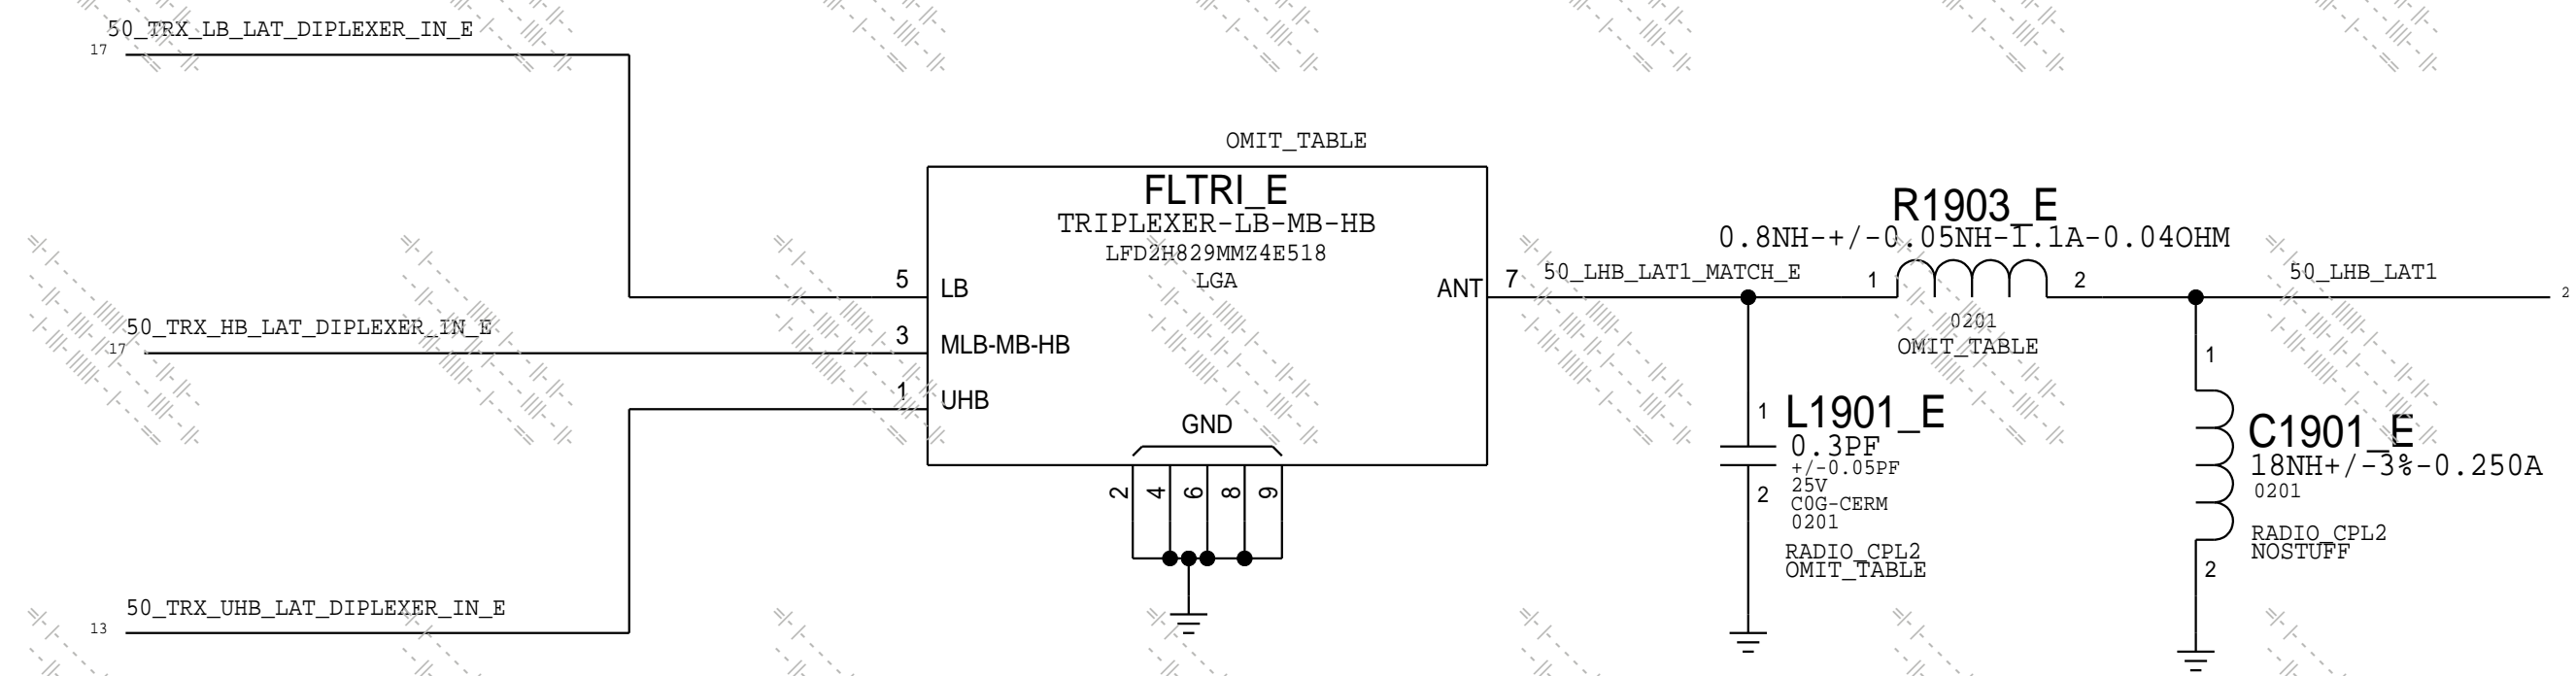 50_TRX_LB_LAT_DIPLEXER_IN_E
17
OMIT_TABLE
FLTRI_E
TRIPLEXER-LB-MB-HB
LFD2H829MMZ4E518
LGA
5
LB
ANT
7
50_TRX_HB_LAT_DIPLEXER_IN_E
17
3
MLB-MB-HB
1
UHB
GND
2 4 6 8 9
50_TRX_UHB_LAT_DIPLEXER_IN_E
13
R1903_E
0.8NH-+/-0.05NH-1.1A-0.04OHM
50_LHB_LAT1_MATCH_E
1
2
50_LHB_LAT1
2
0201
OMIT_TABLE
1
L1901_E
0.3PF
+/-0.05PF
25V
2
C0G-CERM
0201
RADIO_CPL2
OMIT_TABLE
1
C1901_E
18NH+/-3%-0.250A
0201
RADIO_CPL2
NOSTUFF
2